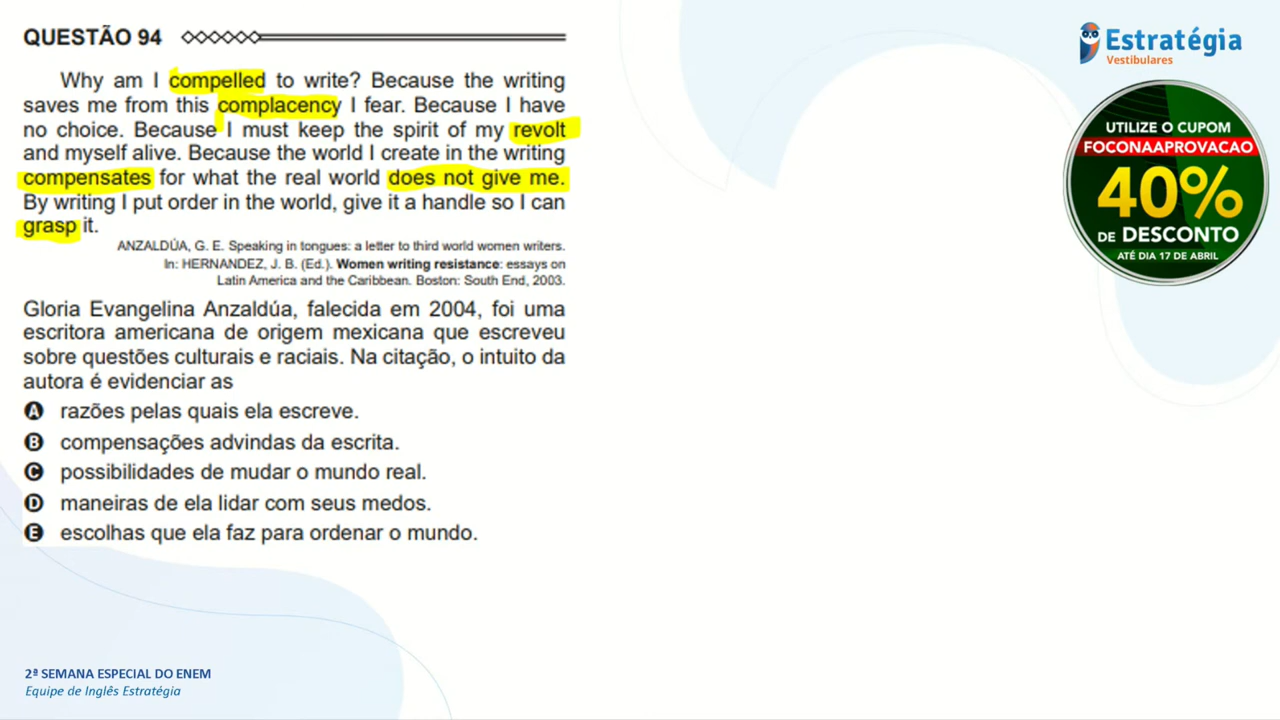 QUESTÃO 94
Why am I compelled to write? Because the writing
saves me from this complacency I fear. Because I have
no choice. Because I must keep the spirit of my revolt
and myself alive. Because the world I create in the writing
compensates for what the real world does not give me.
By writing I put order in the world, give it a handle so I can
grasp it.
ANZALDÚA, G. E. Speaking in tongues: a letter to third world women writers.
In: HERNANDEZ, J. B. (Ed.). Women writing resistance: essays on
Latin America and the Caribbean. Boston: South End, 2003.
Gloria Evangelina Anzaldúa, falecida em 2004, foi uma
escritora americana de origem mexicana que escreveu
sobre questões culturais e raciais. Na citação, o intuito da
autora é evidenciar as
A razões pelas quais ela escreve.
B compensações advindas da escrita.
C possibilidades de mudar o mundo real.
D maneiras de ela lidar com seus medos.
E escolhas que ela faz para ordenar o mundo.
2ª SEMANA ESPECIAL DO ENEM
Equipe de Inglês Estratégia
Estratégia
Vestibulares
UTILIZE O CUPOM
FOCONAAPROVACAO
40%
DE DESCONTO
ATÉ DIA 17 DE ABRIL